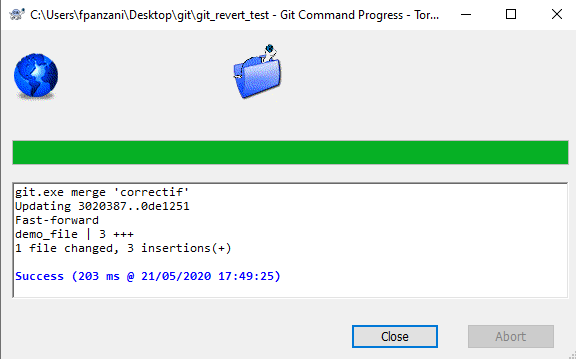 C:\Users\fpanzani\Desktop\git\git_revert_test - Git Command Progress - Tor...
git.exe merge 'correctif'
Updating 3020387..0de1251
Fast-forward
demo_file | 3 +++
1 file changed, 3 insertions(+)
Success (203 ms @ 21/05/2020 17:49:25)
Close
Abort